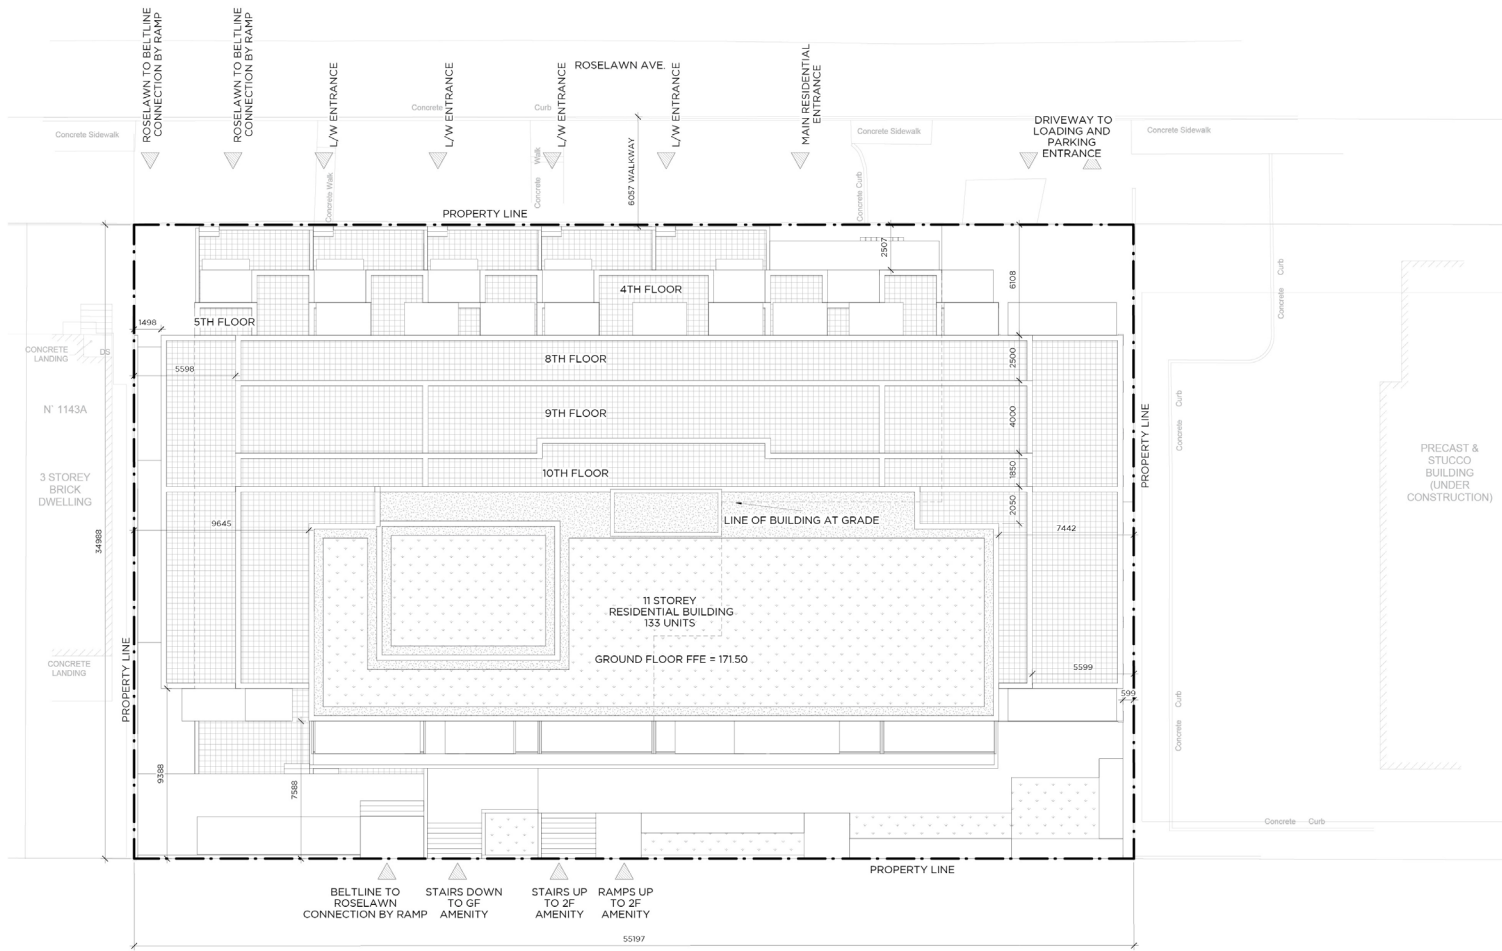 ROSELAWN TO BELTLINE
CONNECTION BY RAMP
ROSELAWN TO BELTLINE
CONNECTION BY RAMP
L/W ENTRANCE
L/W ENTRANCE
L/W ENTRANCE
L/W ENTRANCE
ROSELAWN AVE.
MAIN RESIDENTIAL
ENTRANCE
DRIVEWAY TO
LOADING AND
PARKING
ENTRANCE
Concrete Sidewalk
Concrete
Curb
Concrete Sidewalk
Concrete Sidewalk
Concrete Walk
Concrete Walk
6057 WALKWAY
Concrete Curb
PROPERTY LINE
2507
6108
4TH FLOOR
5TH FLOOR
1498
CONCRETE
LANDING
DS
5598
8TH FLOOR
2500
Concrete Curb
N° 1143A
9TH FLOOR
4000
Concrete Curb
PROPERTY LINE
3 STOREY
BRICK
DWELLING
10TH FLOOR
1850
PRECAST &
STUCCO
BUILDING
(UNDER
CONSTRUCTION)
34988
9645
LINE OF BUILDING AT GRADE
2050
7442
11 STOREY
RESIDENTIAL BUILDING
133 UNITS
GROUND FLOOR FFE = 171.50
CONCRETE
LANDING
PROPERTY LINE
5599
599
Concrete Curb
9388
7588
Concrete Curb
PROPERTY LINE
BELTLINE TO
ROSELAWN
CONNECTION BY RAMP
STAIRS DOWN
TO GF
AMENITY
STAIRS UP
TO 2F
AMENITY
RAMPS UP
TO 2F
AMENITY
55197